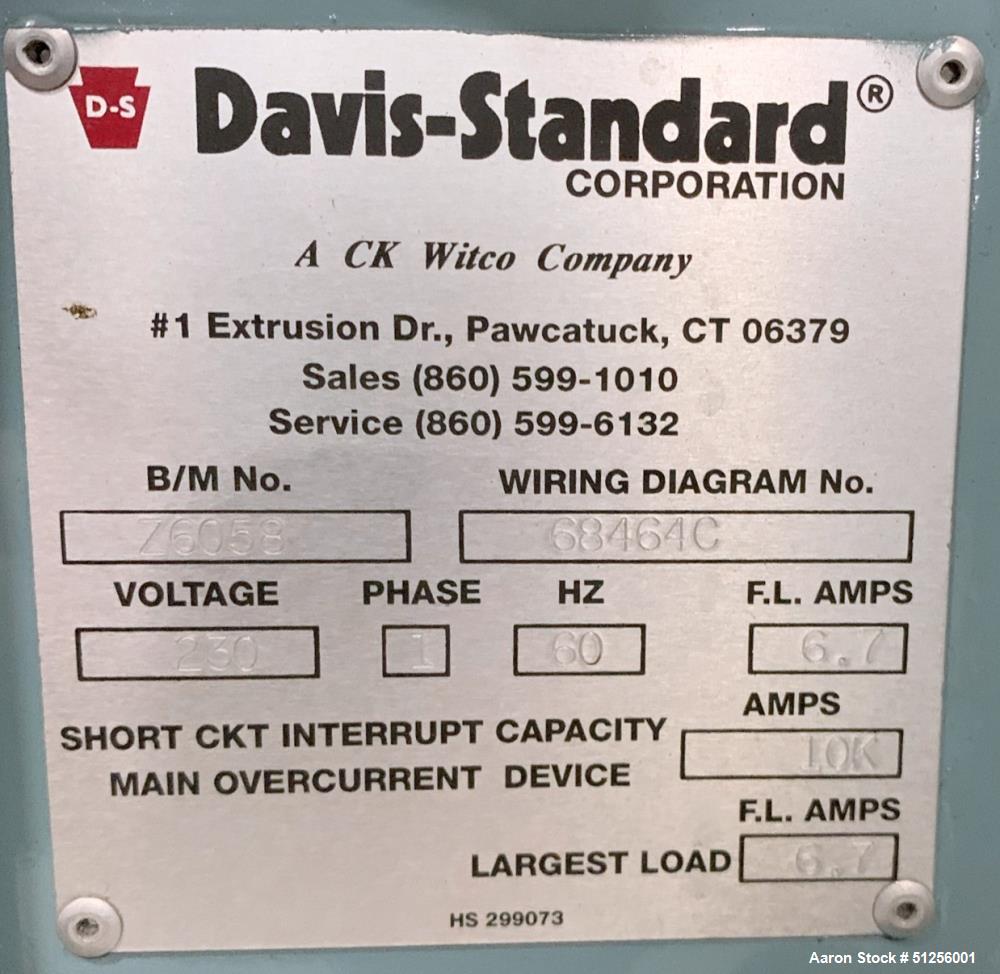 D-S Davis-Standard®
CORPORATION
A CK Witco Company
#1 Extrusion Dr., Pawcatuck, CT 06379
Sales (860) 599-1010
Service (860) 599-6132
B/M No. WIRING DIAGRAM No.
Z6058 68464C
VOLTAGE PHASE HZ F.L. AMPS
230 1 60 6.7
AMPS
SHORT CKT INTERRUPT CAPACITY 10K
MAIN OVERCURRENT DEVICE
F.L. AMPS
LARGEST LOAD 6.7
HS 299073
Aaron Stock # 51256001